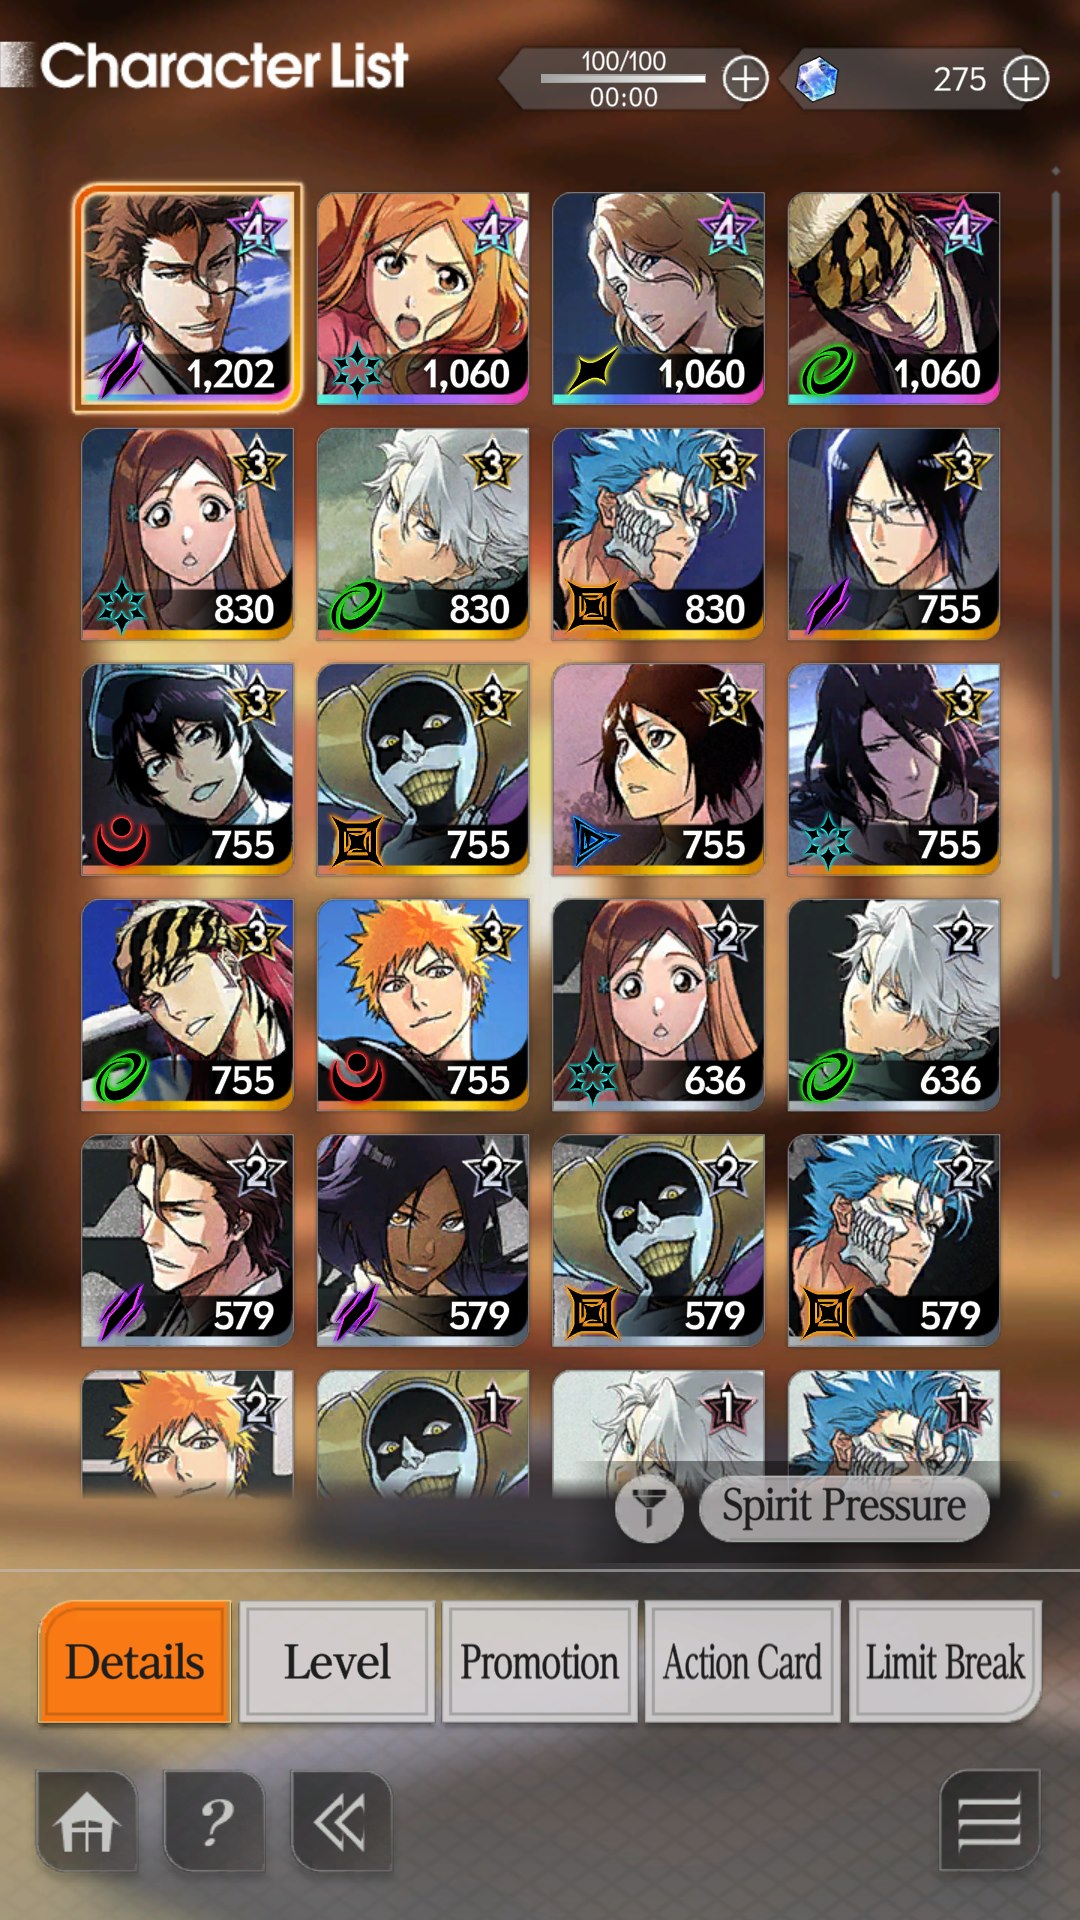 Character List
100/100
00:00
275
4 4 4 4
1,202 1,060 1,060 1,060
3 3 3 3
830 830 830 755
3 3 3 3
755 755 755 755
3 3 2 2
755 755 636 636
2 2 2 2
579 579 579 579
2 1 1 1
Spirit Pressure
Details Level Promotion Action Card Limit Break
?